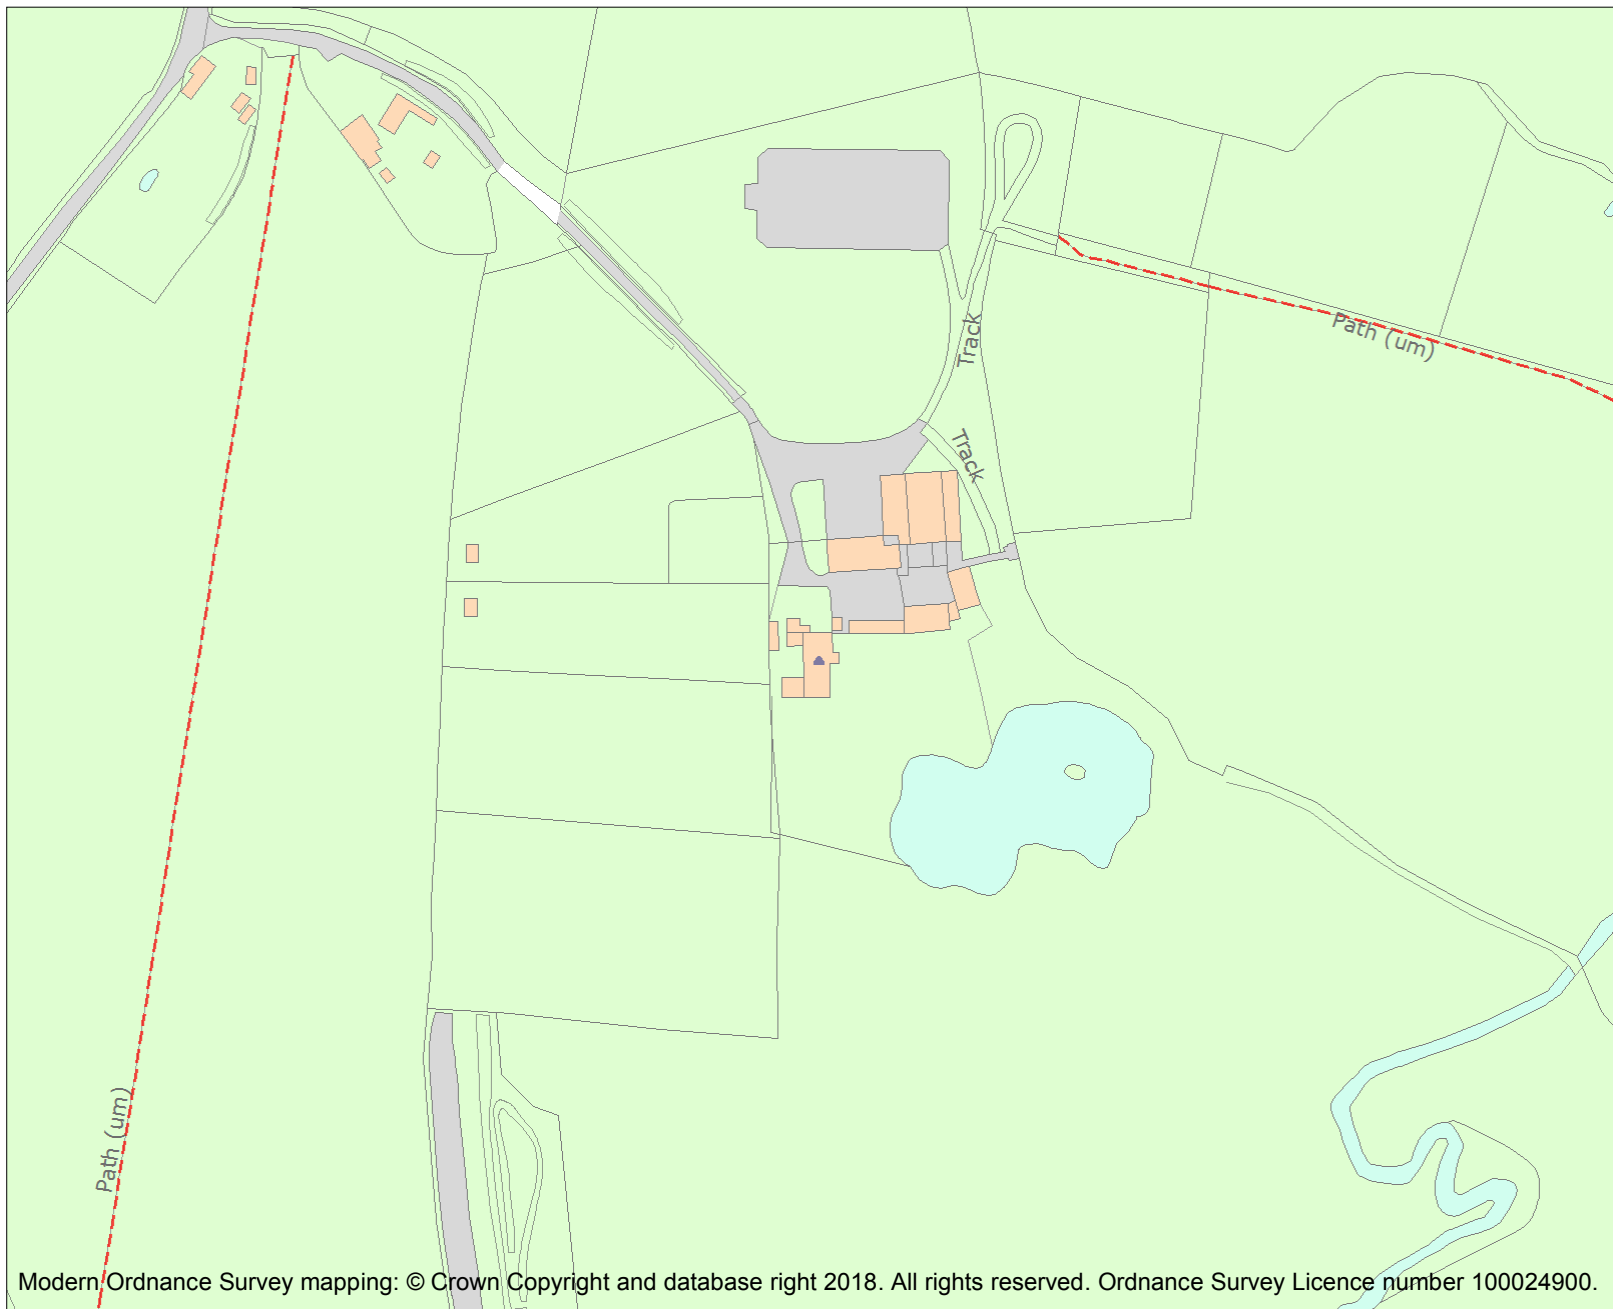 Path (um)
Track
Track
Path (um)
Modern Ordnance Survey mapping: © Crown Copyright and database right 2018. All rights reserved. Ordnance Survey Licence number 100024900.